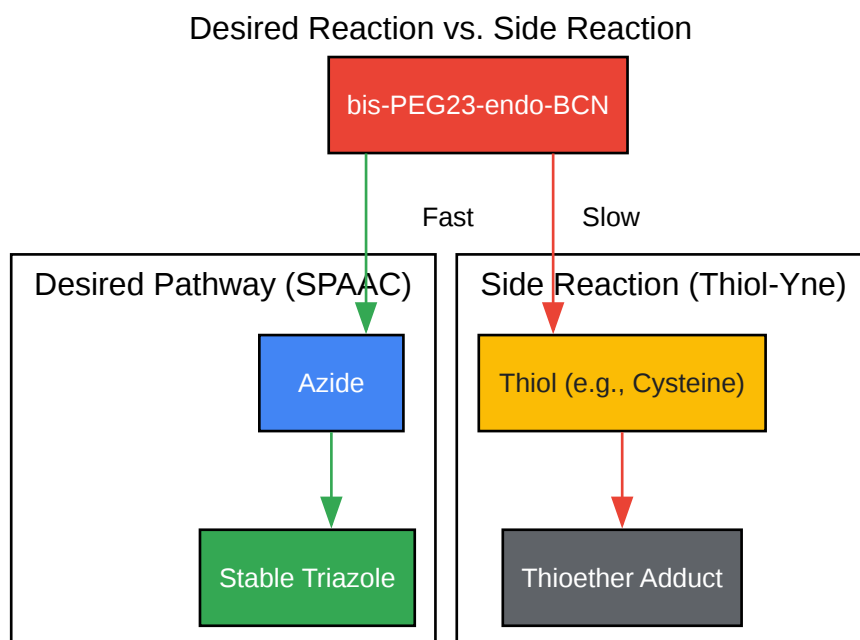 Desired Reaction vs. Side Reaction
bis-PEG23-endo-BCN
Fast
Slow
Desired Pathway (SPAAC)
Side Reaction (Thiol-Yne)
Azide
Thiol (e.g., Cysteine)
Stable Triazole
Thioether Adduct